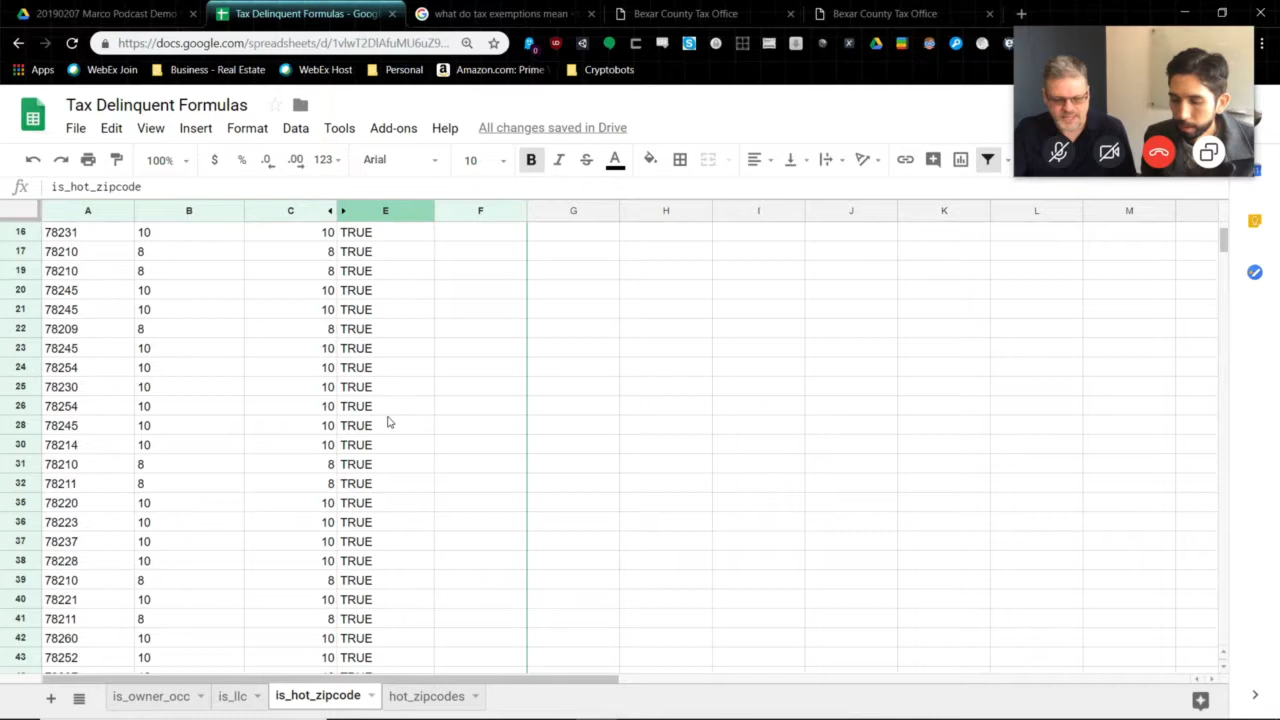 20190207 Marco Podcast Demo
Tax Delinquent Formulas - Goog
what do tax exemptions mean -
Bexar County Tax Office
Bexar County Tax Office
https://docs.google.com/spreadsheets/d/1vlwT2DlAfuMU6uZ9...
Apps
WebEx Join
Business - Real Estate
WebEx Host
Personal
Amazon.com: Prime
Cryptobots
Tax Delinquent Formulas
File Edit View Insert Format Data Tools Add-ons Help All changes saved in Drive
100% $ % .0 .00 123 Arial 10 B I S A
fx is_hot_zipcode
A B C E F G H I J K L M
16 78231 10 10 TRUE
17 78210 8 8 TRUE
19 78210 8 8 TRUE
20 78245 10 10 TRUE
21 78245 10 10 TRUE
22 78209 8 8 TRUE
23 78245 10 10 TRUE
24 78254 10 10 TRUE
25 78230 10 10 TRUE
26 78254 10 10 TRUE
28 78245 10 10 TRUE
30 78214 10 10 TRUE
31 78210 8 8 TRUE
32 78211 8 8 TRUE
35 78220 10 10 TRUE
36 78223 10 10 TRUE
37 78237 10 10 TRUE
38 78228 10 10 TRUE
39 78210 8 8 TRUE
40 78221 10 10 TRUE
41 78211 8 8 TRUE
42 78260 10 10 TRUE
43 78252 10 10 TRUE
is_owner_occ is_llc is_hot_zipcode hot_zipcodes